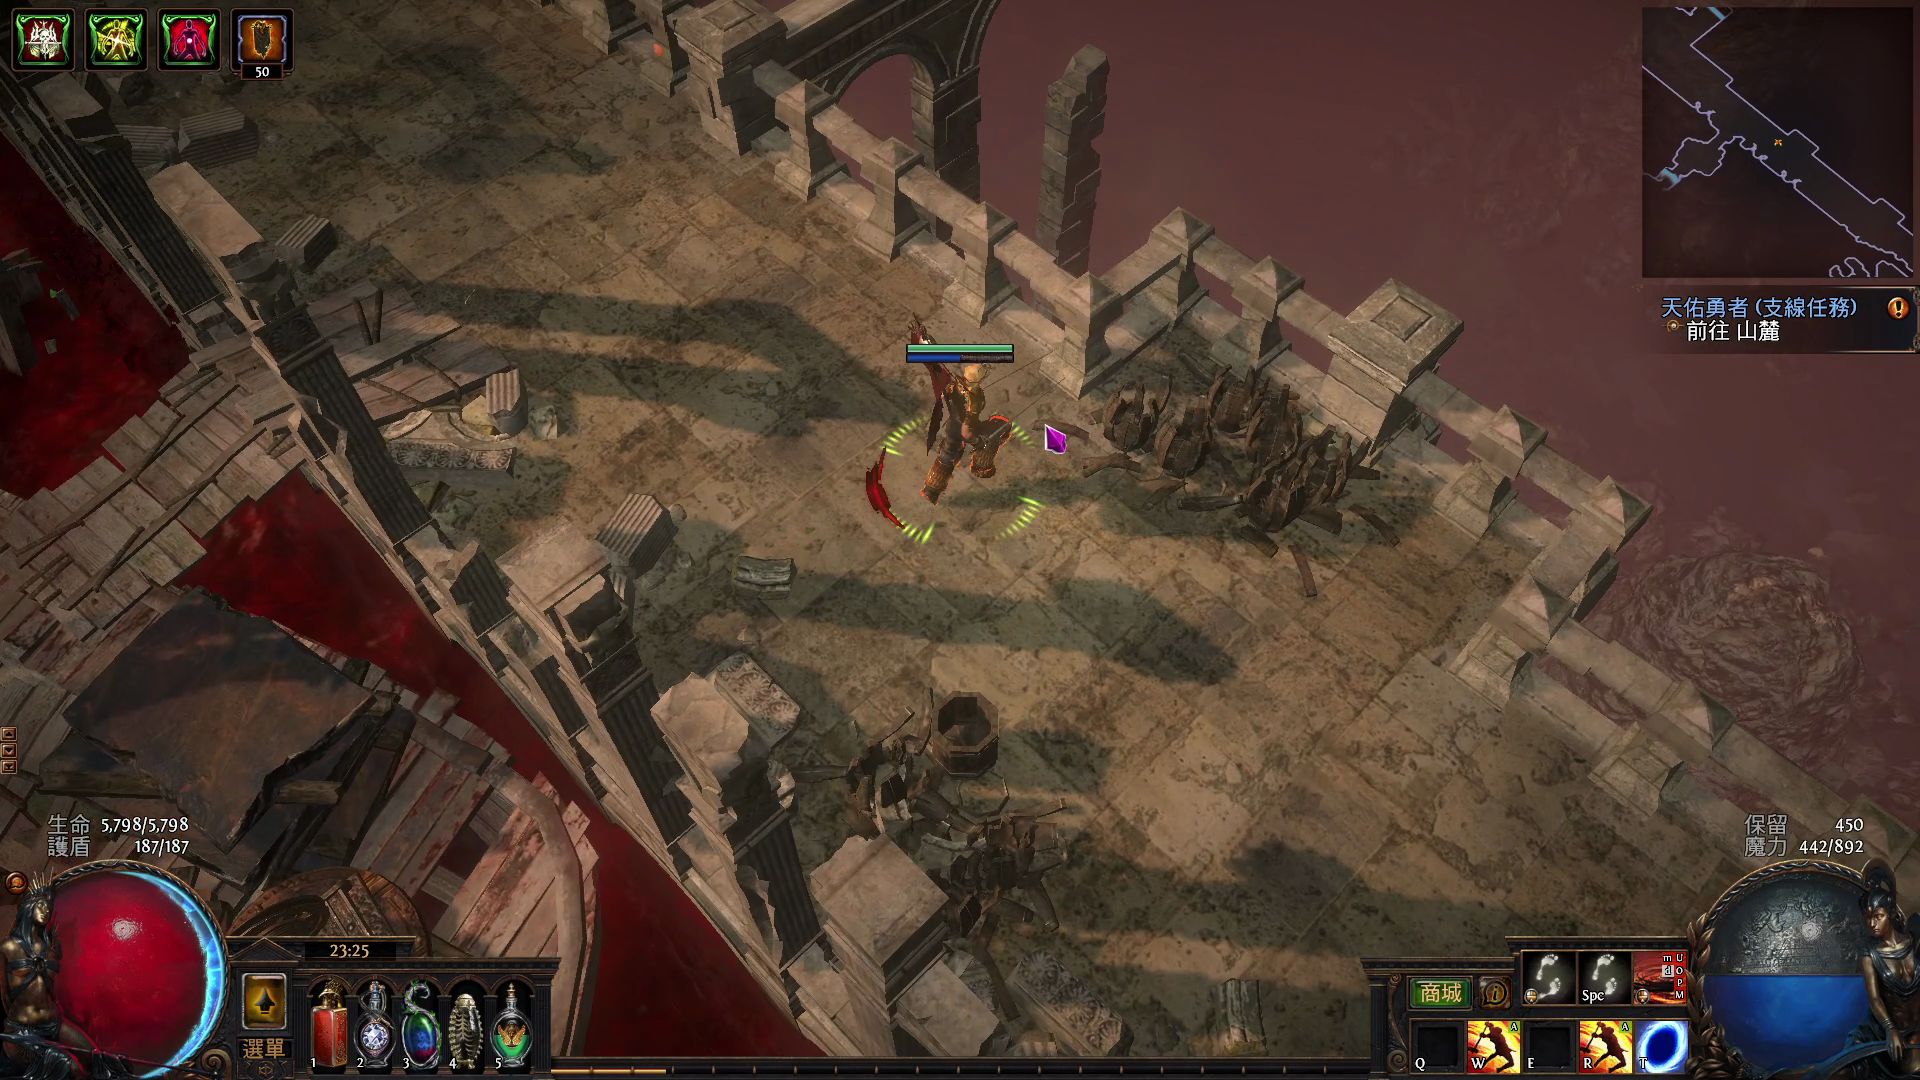 50
天佑勇者 (支線任務)
前往 山麓
生命 5,798/5,798
護盾 187/187
保留 450
魔力 442/892
23:25
選單
1
2
3
4
5
商城
Spc
Q
W
A
E
R
A
T